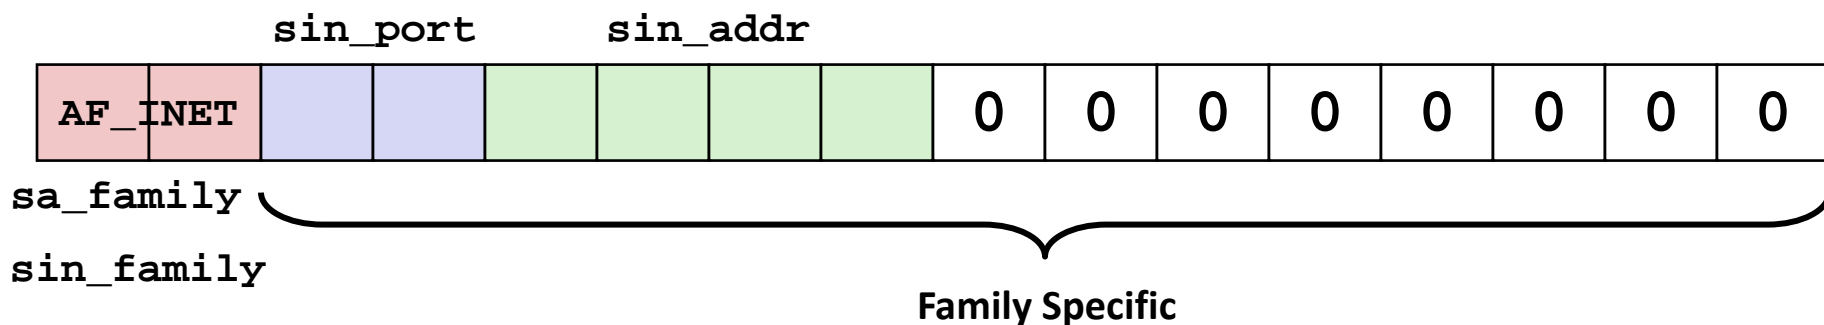 sin_port sin_addr
AF_INET 0 0 0 0 0 0 0 0
sa_family
sin_family
Family Specific